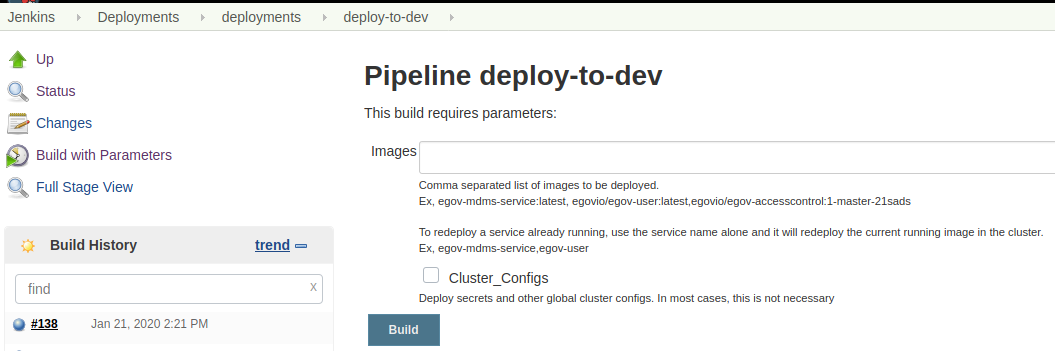 Jenkins Deployments deployments deploy-to-dev
Up
Status
Changes
Build with Parameters
Full Stage View
Build History trend
find x
#138 Jan 21, 2020 2:21 PM
Pipeline deploy-to-dev
This build requires parameters:
Images
Comma separated list of images to be deployed.
Ex, egov-mdms-service:latest, egovio/egov-user:latest,egovio/egov-accesscontrol:1-master-21sads
To redeploy a service already running, use the service name alone and it will redeploy the current running image in the cluster.
Ex, egov-mdms-service,egov-user
Cluster_Configs
Deploy secrets and other global cluster configs. In most cases, this is not necessary
Build